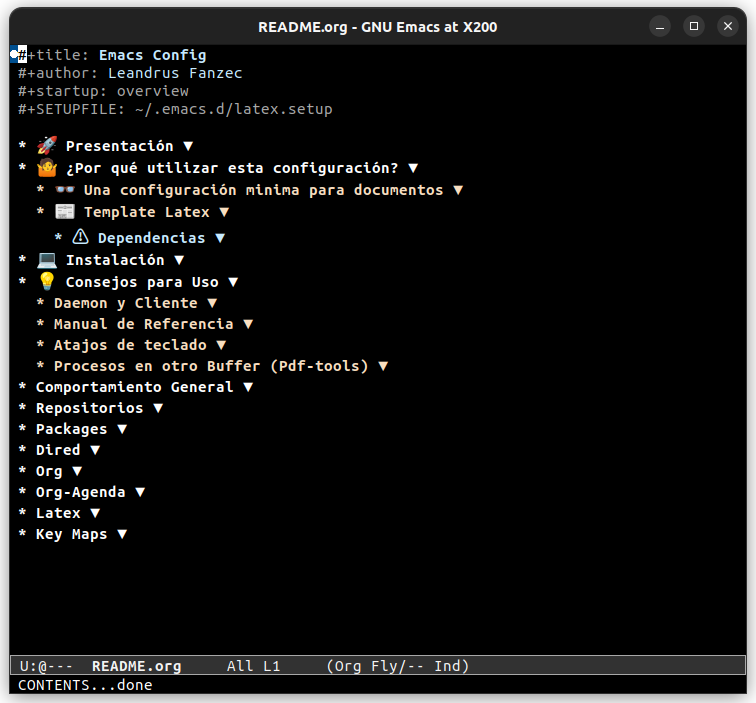 README.org - GNU Emacs at X200
#+title: Emacs Config
#+author: Leandrus Fanzec
#+startup: overview
#+SETUPFILE: ~/.emacs.d/latex.setup
* 🚀 Presentación ▼
* 🤷 ¿Por qué utilizar esta configuración? ▼
* 👓 Una configuración minima para documentos ▼
* 📰 Template Latex ▼
* ⚠ Dependencias ▼
* 💻 Instalación ▼
* 💡 Consejos para Uso ▼
* Daemon y Cliente ▼
* Manual de Referencia ▼
* Atajos de teclado ▼
* Procesos en otro Buffer (Pdf-tools) ▼
* Comportamiento General ▼
* Repositorios ▼
* Packages ▼
* Dired ▼
* Org ▼
* Org-Agenda ▼
* Latex ▼
* Key Maps ▼
U:@--- README.org All L1 (Org Fly/-- Ind)
CONTENTS...done